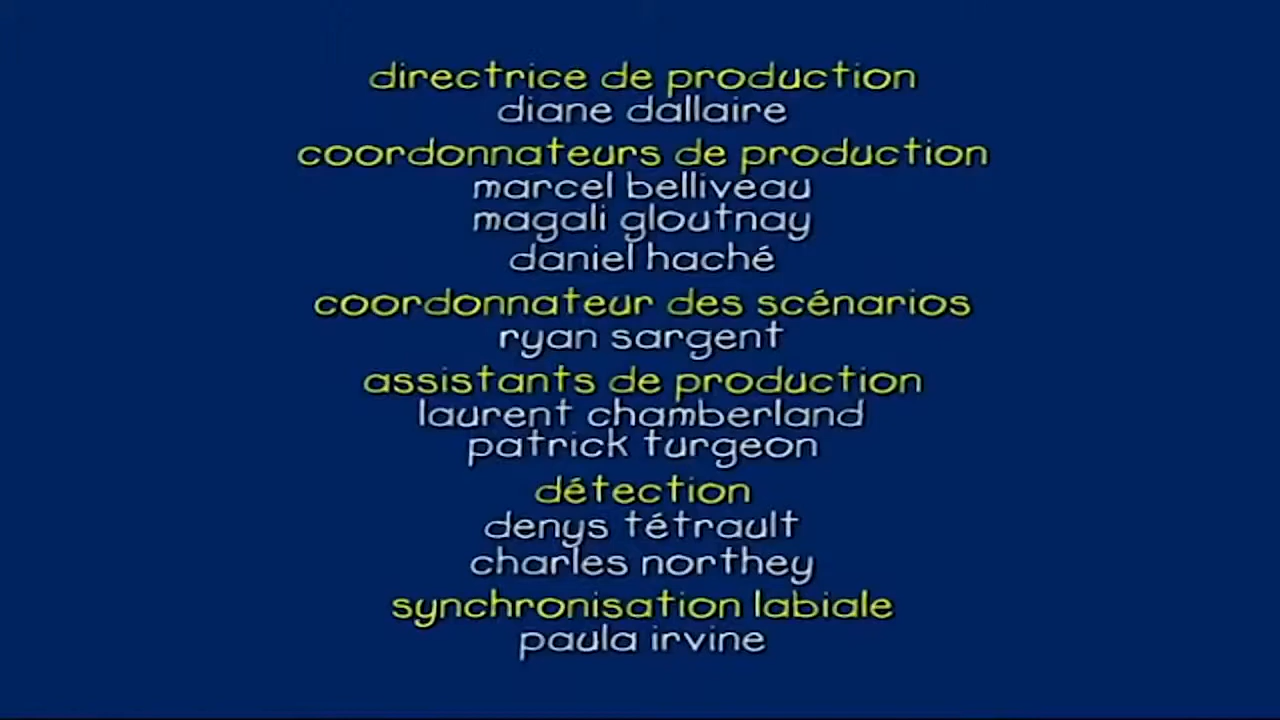 directrice de production
diane dallaire
coordonnateurs de production
marcel belliveau
magali gloutnay
daniel haché
coordonnateur des scénarios
ryan sargent
assistants de production
laurent chamberland
patrick turgeon
détection
denys tétrault
charles northey
synchronisation labiale
paula irvine